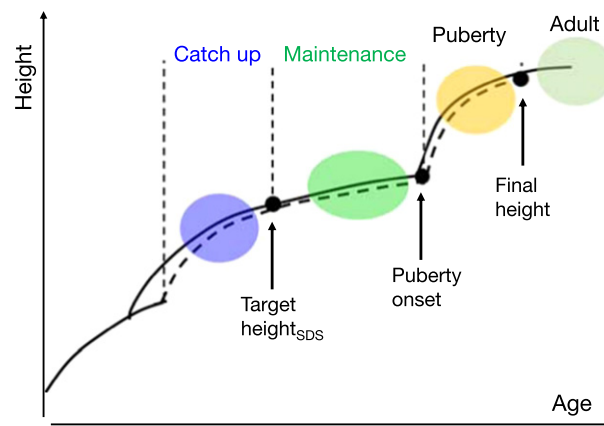 Adult
Puberty
Catch up
Maintenance
Height
Final
height
Puberty
onset
Target
heightSDS
Age